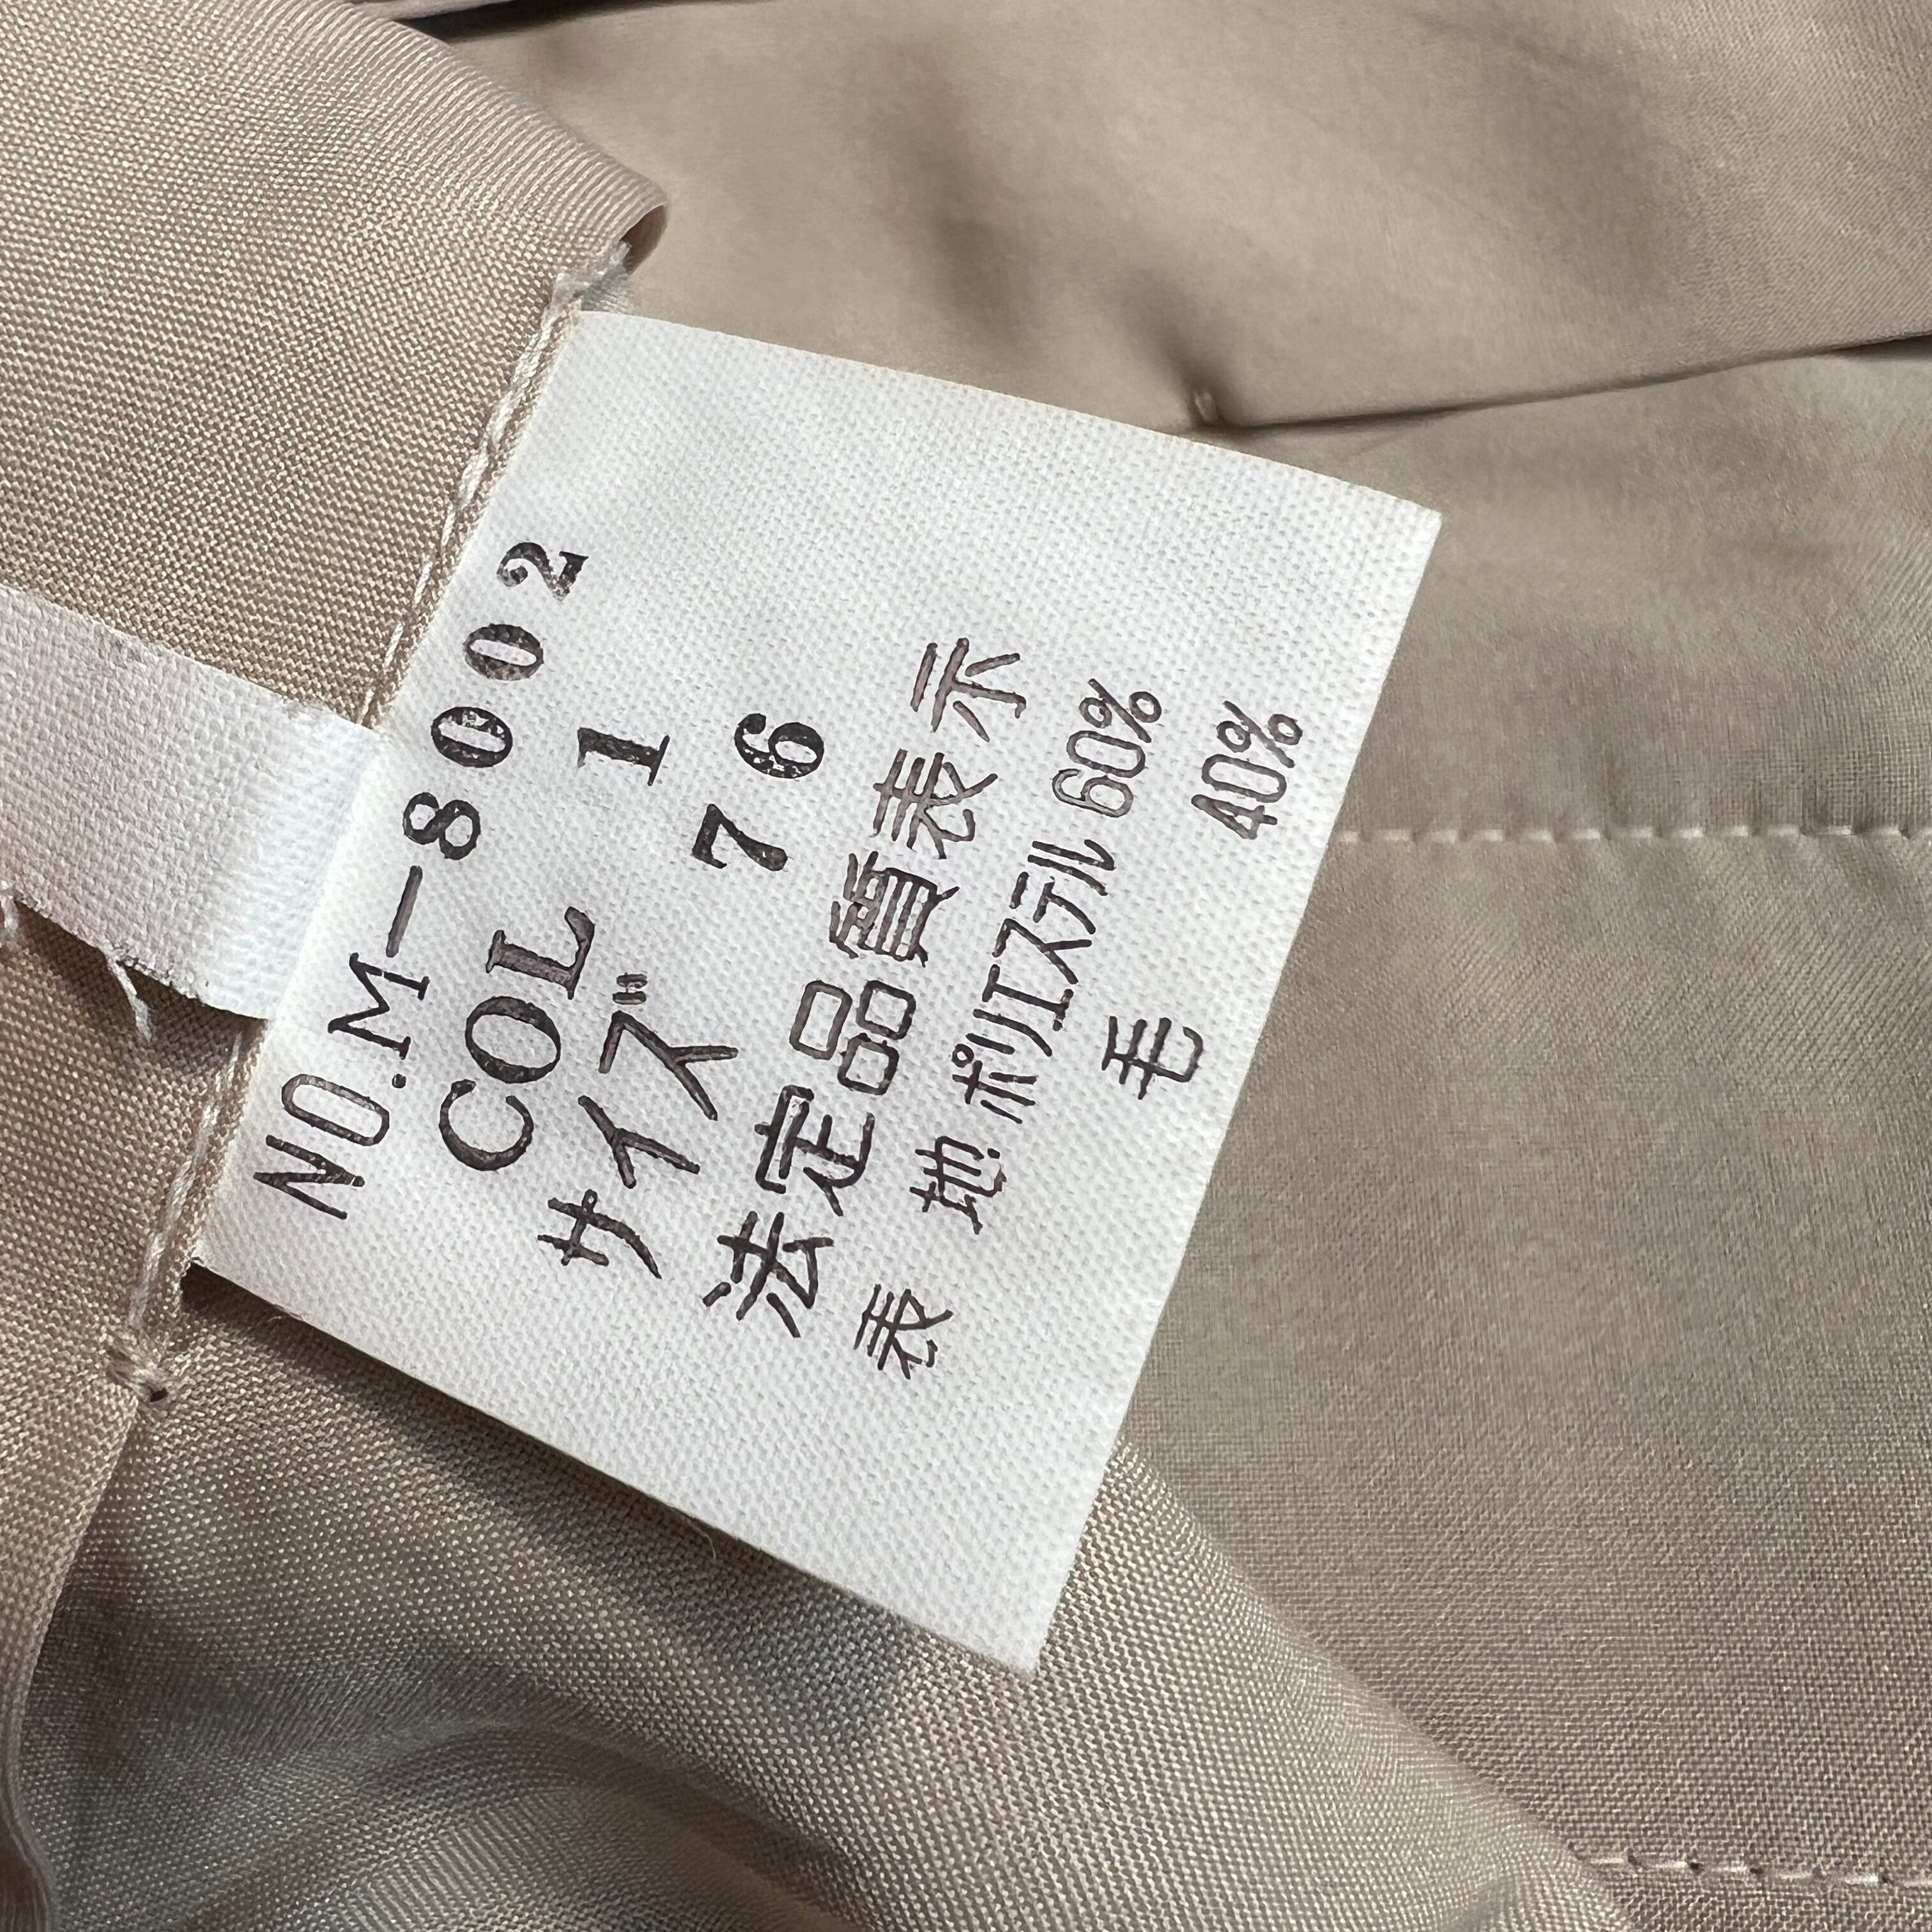 NO.M-8002
COL 1
サイズ 76
法定品質表示
表地 ポリエステル 60%
毛 40%